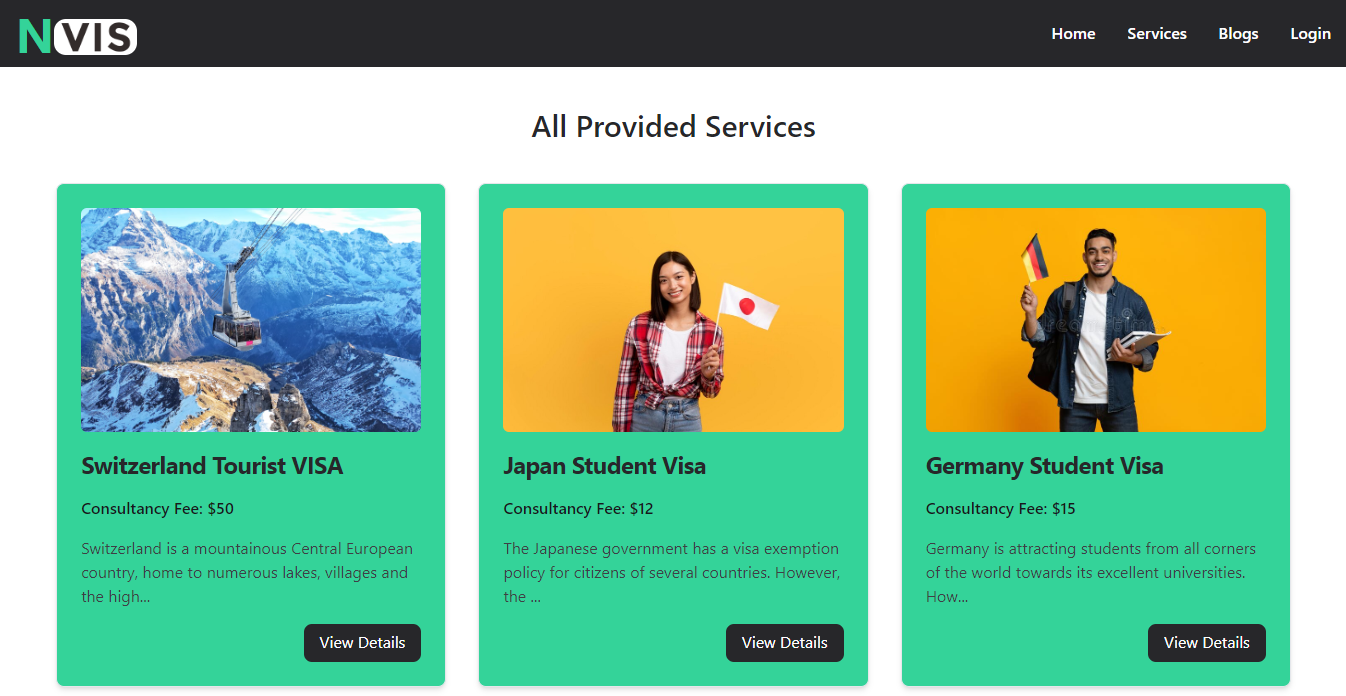 NVIS
Home
Services
Blogs
Login
All Provided Services
Switzerland Tourist VISA
Consultancy Fee: $50
Switzerland is a mountainous Central European
country, home to numerous lakes, villages and
the high...
View Details
Japan Student Visa
Consultancy Fee: $12
The Japanese government has a visa exemption
policy for citizens of several countries. However,
the ...
View Details
Germany Student Visa
Consultancy Fee: $15
Germany is attracting students from all corners
of the world towards its excellent universities.
How...
View Details